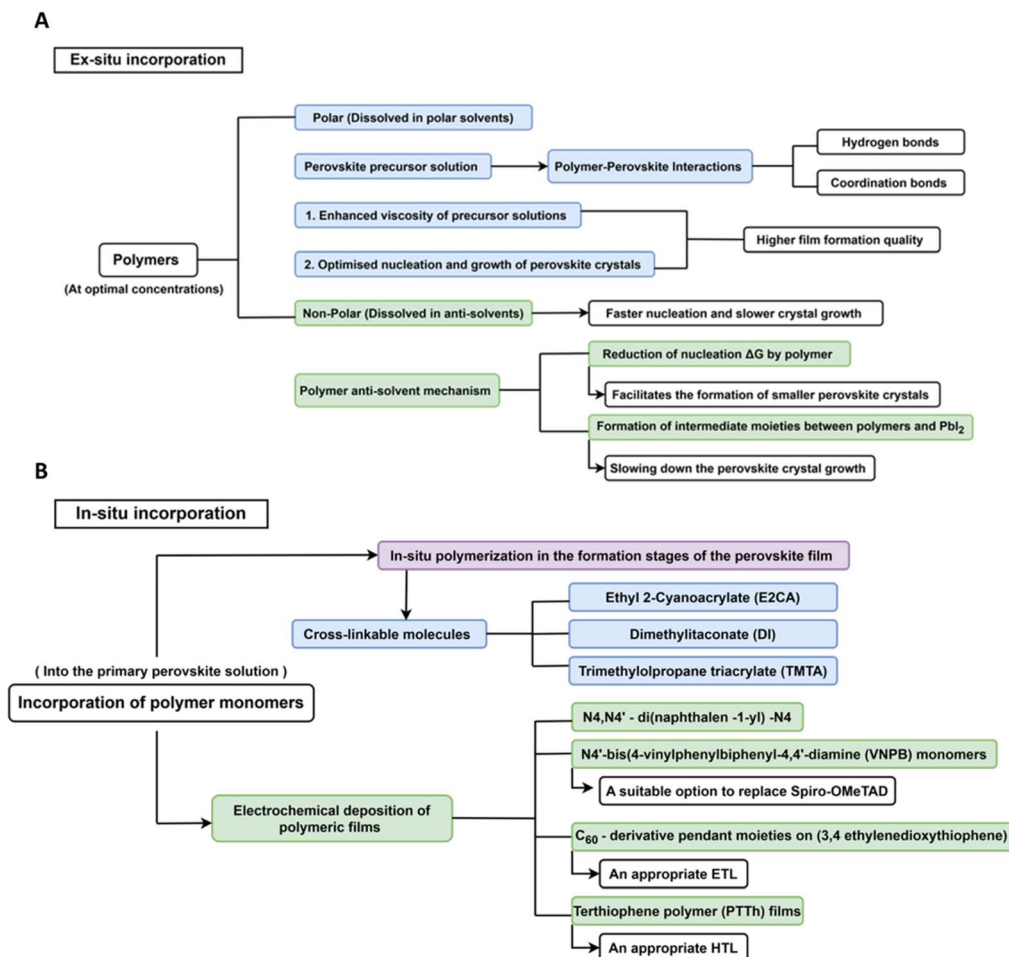 A
Ex-situ incorporation
Polar (Dissolved in polar solvents)
Perovskite precursor solution
Polymer-Perovskite Interactions
Hydrogen bonds
Coordination bonds
1. Enhanced viscosity of precursor solutions
2. Optimised nucleation and growth of perovskite crystals
Higher film formation quality
Polymers
(At optimal concentrations)
Non-Polar (Dissolved in anti-solvents)
Faster nucleation and slower crystal growth
Polymer anti-solvent mechanism
Reduction of nucleation ΔG by polymer
Facilitates the formation of smaller perovskite crystals
Formation of intermediate moieties between polymers and PbI₂
Slowing down the perovskite crystal growth
B
In-situ incorporation
In-situ polymerization in the formation stages of the perovskite film
Cross-linkable molecules
Ethyl 2-Cyanoacrylate (E2CA)
Dimethylitaconate (DI)
Trimethylolpropane triacrylate (TMTA)
( Into the primary perovskite solution )
Incorporation of polymer monomers
Electrochemical deposition of
polymeric films
N4,N4' - di(naphthalen -1-yl) -N4
N4'-bis(4-vinylphenylbiphenyl-4,4'-diamine (VNPB) monomers
A suitable option to replace Spiro-OMeTAD
C₆₀ - derivative pendant moieties on (3,4 ethylenedioxythiophene)
An appropriate ETL
Terthiophene polymer (PTTh) films
An appropriate HTL